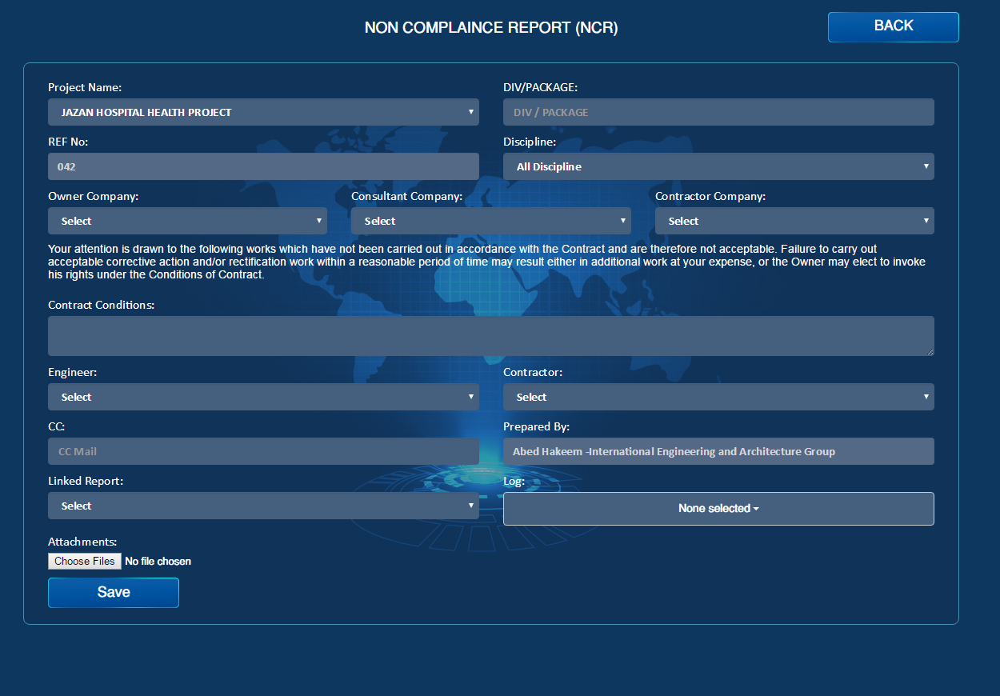 NON COMPLAINCE REPORT (NCR)
BACK
Project Name:
DIV/PACKAGE:
JAZAN HOSPITAL HEALTH PROJECT
DIV / PACKAGE
REF No:
Discipline:
042
All Discipline
Owner Company:
Consultant Company:
Contractor Company:
Select
Select
Select
Your attention is drawn to the following works which have not been carried out in accordance with the Contract and are therefore not acceptable. Failure to carry out
acceptable corrective action and/or rectification work within a reasonable period of time may result either in additional work at your expense, or the Owner may elect to invoke
his rights under the Conditions of Contract.
Contract Conditions:
Engineer:
Contractor:
Select
Select
CC:
Prepared By:
CC Mail
Abed Hakeem -International Engineering and Architecture Group
Linked Report:
Log:
Select
None selected
Attachments:
Choose Files No file chosen
Save